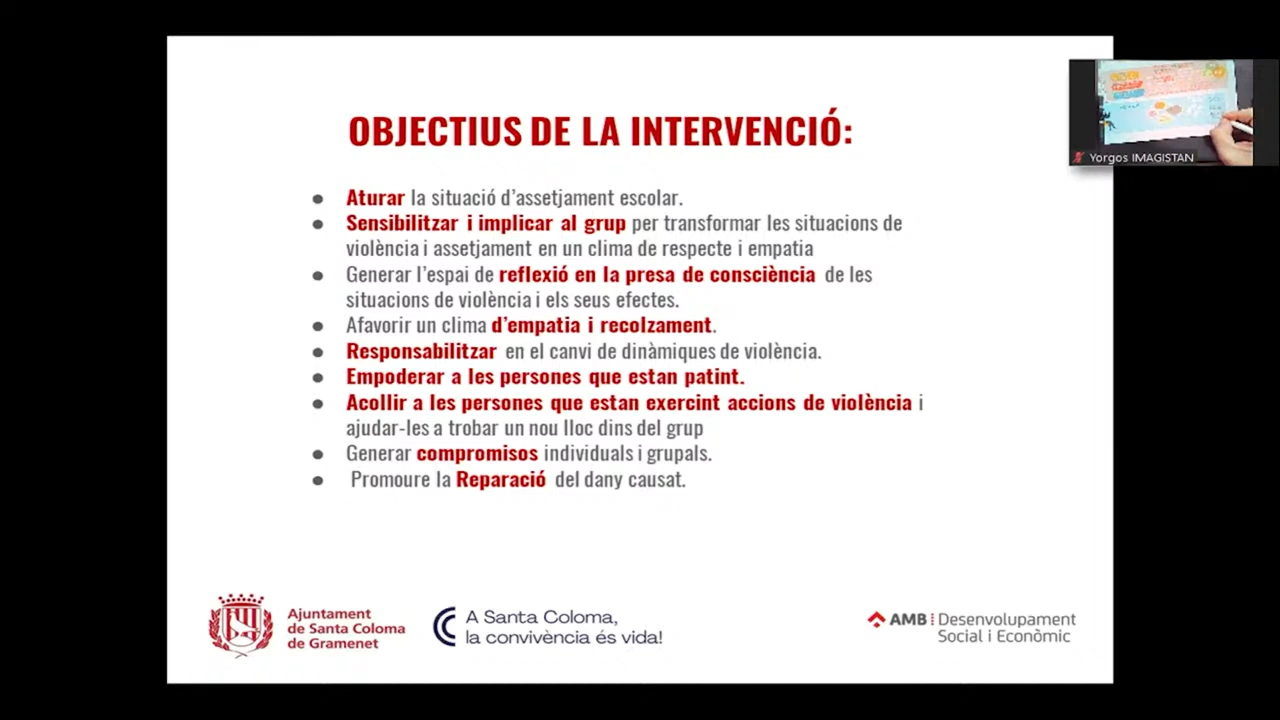 OBJECTIUS DE LA INTERVENCIÓ:
● Aturar la situació d'assetjament escolar.
● Sensibilitzar i implicar al grup per transformar les situacions de
violència i assetjament en un clima de respecte i empatia
● Generar l'espai de reflexió en la presa de consciència de les
situacions de violència i els seus efectes.
● Afavorir un clima d'empatia i recolzament.
● Responsabilitzar en el canvi de dinàmiques de violència.
● Empoderar a les persones que estan patint.
● Acollir a les persones que estan exercint accions de violència i
ajudar-les a trobar un nou lloc dins del grup
● Generar compromisos individuals i grupals.
● Promoure la Reparació del dany causat.
Yorgos IMAGISTAN
Ajuntament
de Santa Coloma
de Gramenet
A Santa Coloma,
la convivència és vida!
AMB Desenvolupament
Social i Econòmic